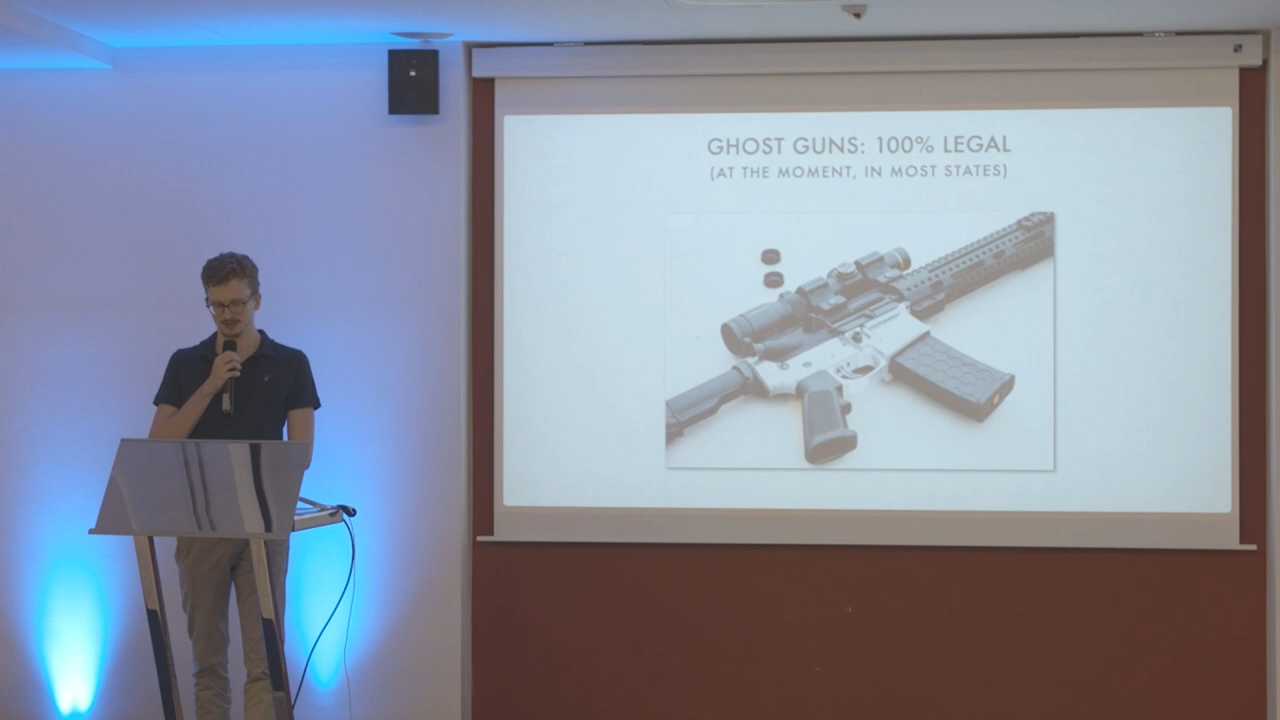 GHOST GUNS: 100% LEGAL
(AT THE MOMENT, IN MOST STATES)